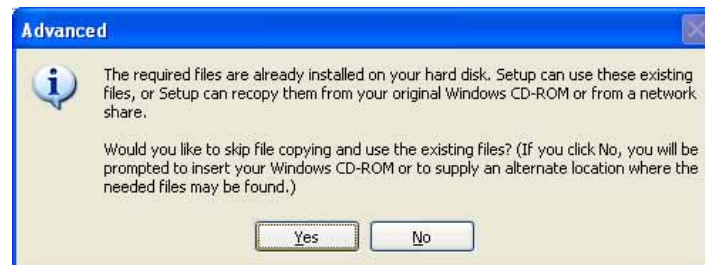 Advanced
The required files are already installed on your hard disk. Setup can use these existing
files, or Setup can recopy them from your original Windows CD-ROM or from a network
share.
Would you like to skip file copying and use the existing files? (If you click No, you will be
prompted to insert your Windows CD-ROM or to supply an alternate location where the
needed files may be found.)
Yes
No